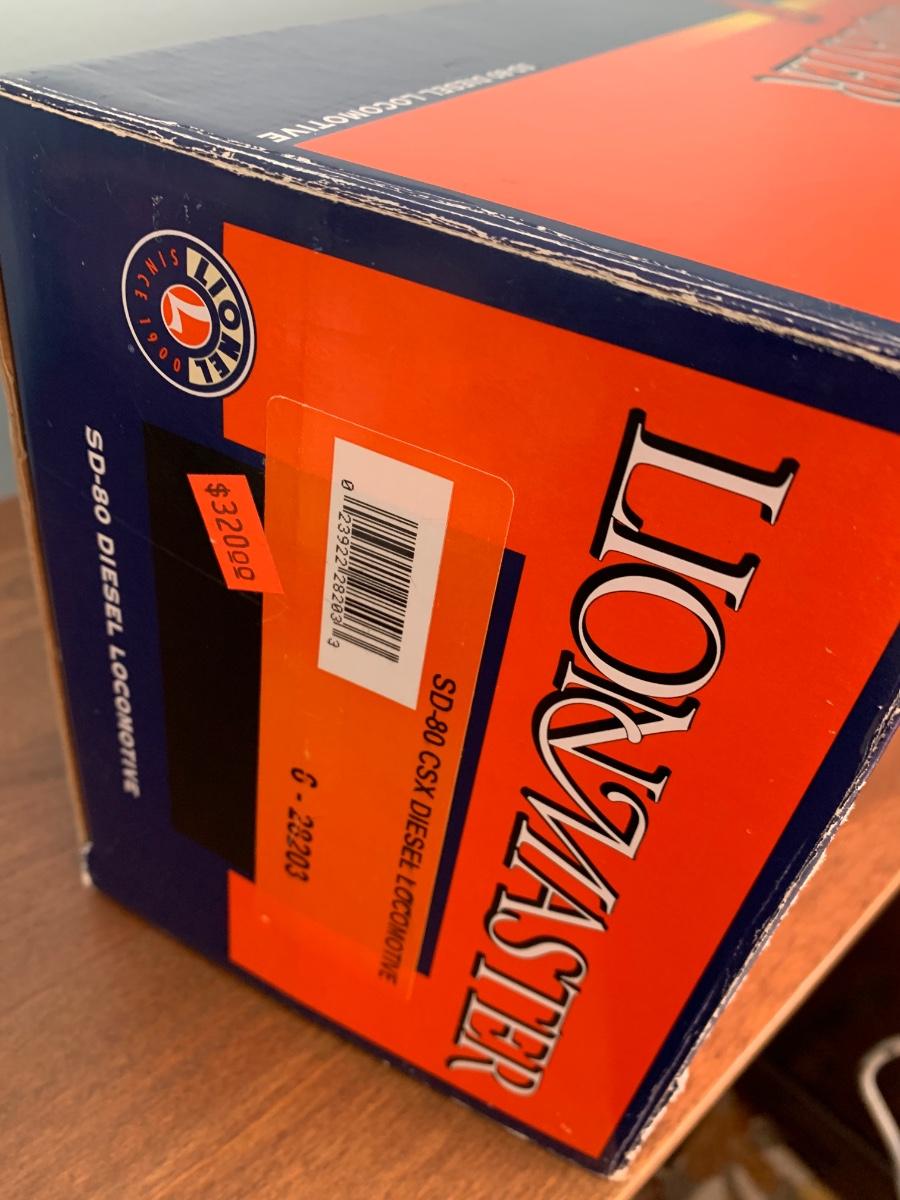 SD-80 DIESEL LOCOMOTIVE
LIONMASTER
SD-80 CSX DIESEL LOCOMOTIVE
6-28203
0 23922 28203 3
$320.00
LIONEL
L
SINCE 1900
SD-80 DIESEL LOCOMOTIVE